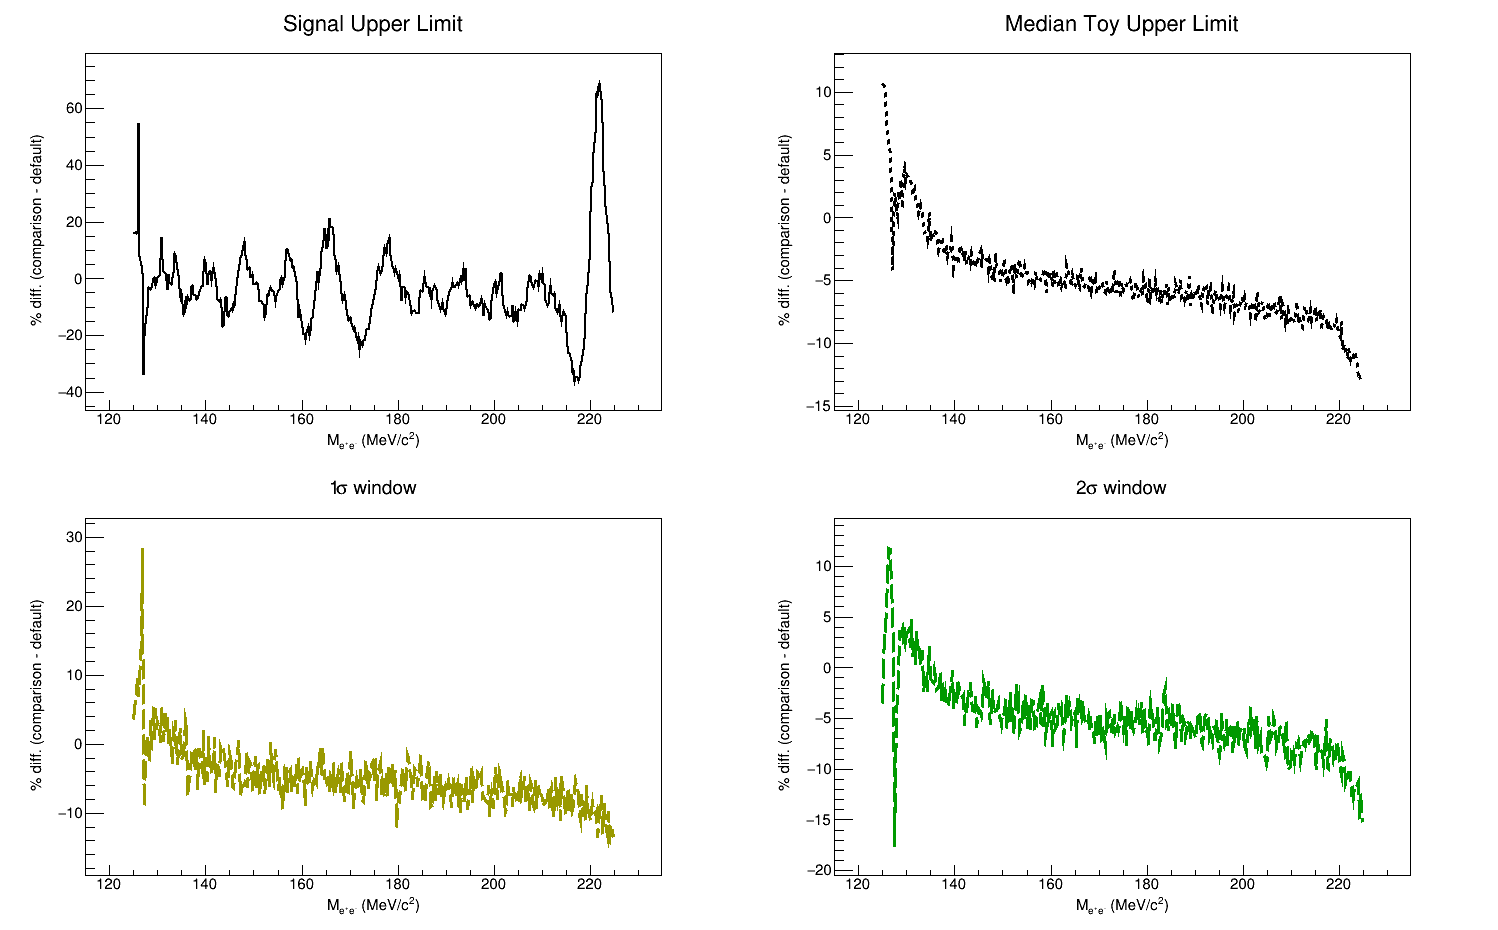 Signal Upper Limit
% diff. (comparison - default)
60
40
20
0
−20
−40
120 140 160 180 200 220
M_{e⁺e⁻} (MeV/c²)
Median Toy Upper Limit
% diff. (comparison - default)
10
5
0
−5
−10
−15
120 140 160 180 200 220
M_{e⁺e⁻} (MeV/c²)
1σ window
% diff. (comparison - default)
30
20
10
0
−10
120 140 160 180 200 220
M_{e⁺e⁻} (MeV/c²)
2σ window
% diff. (comparison - default)
10
5
0
−5
−10
−15
−20
120 140 160 180 200 220
M_{e⁺e⁻} (MeV/c²)